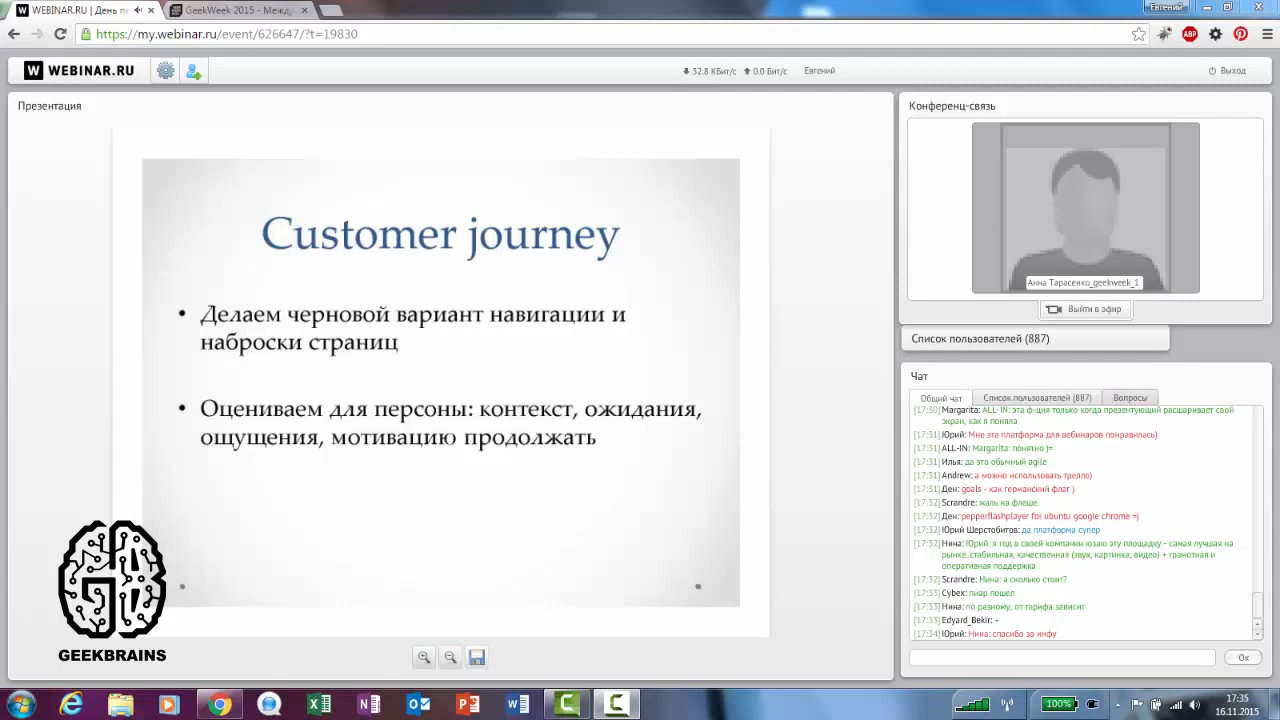 WEBINAR.RU | День пе
GeekWeek 2015 - Между
Евгений
https://my.webinar.ru/event/626647/?t=19830
ABP
W WEBINAR.RU
32.8 КБит/с
0.0 Бит/с
Евгений
Выход
Презентация
Customer journey
• Делаем черновой вариант навигации и
наброски страниц
• Оцениваем для персоны: контекст, ожидания,
ощущения, мотивацию продолжать
GEEKBRAINS
Конференц-связь
Анна Тарасенко_geekweek_1
Выйти в эфир
Список пользователей (887)
Чат
Общий чат
Список пользователей (887)
Вопросы
[17:30] Margarita: ALL-IN: эта ф-ция только когда презентующий расшаривает свой
экран, как я поняла
[17:31] Юрий: Мне эта платформа для вебинаров понравилась)
[17:31] ALL-IN: Margarita: понятно )=
[17:31] Илья: да это обычный agile
[17:31] Andrew: а можно использовать трелло)
[17:31] Ден: goals - как германский флаг )
[17:32] Scrandre: жаль на флеше
[17:32] Ден: pepperflashplayer for ubuntu google chrome =)
[17:32] Юрий Шерстобитов: да платформа супер
[17:32] Нина: Юрий: я год в своей компании юзаю эту площадку - самая лучшая на
рынке..стабильная, качественная (звук, картинка, видео) + грамотная и
оперативная поддержка
[17:32] Scrandre: Нина: а сколько стоит?
[17:33] Cybex: пиар пошел
[17:33] Нина: по разному, от тарифа зависит
[17:33] Edyard_Bekir: +
[17:34] Юрий: Нина: спасибо за инфу
Ок
100%
17:35
16.11.2015